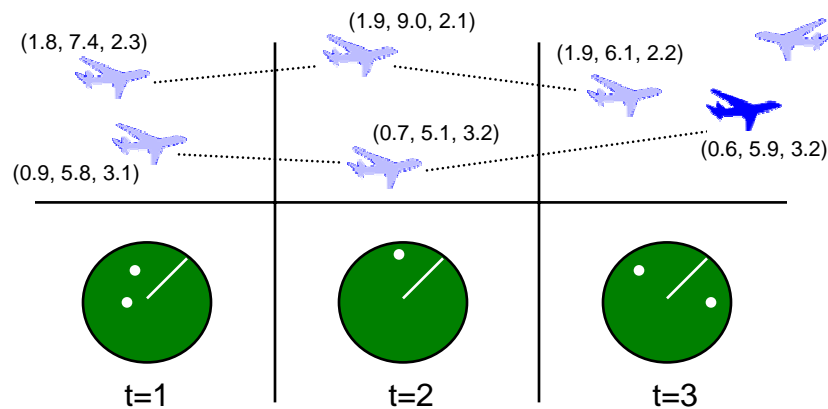 (1.8, 7.4, 2.3)
(1.9, 9.0, 2.1)
(1.9, 6.1, 2.2)
(0.9, 5.8, 3.1)
(0.7, 5.1, 3.2)
(0.6, 5.9, 3.2)
t=1
t=2
t=3